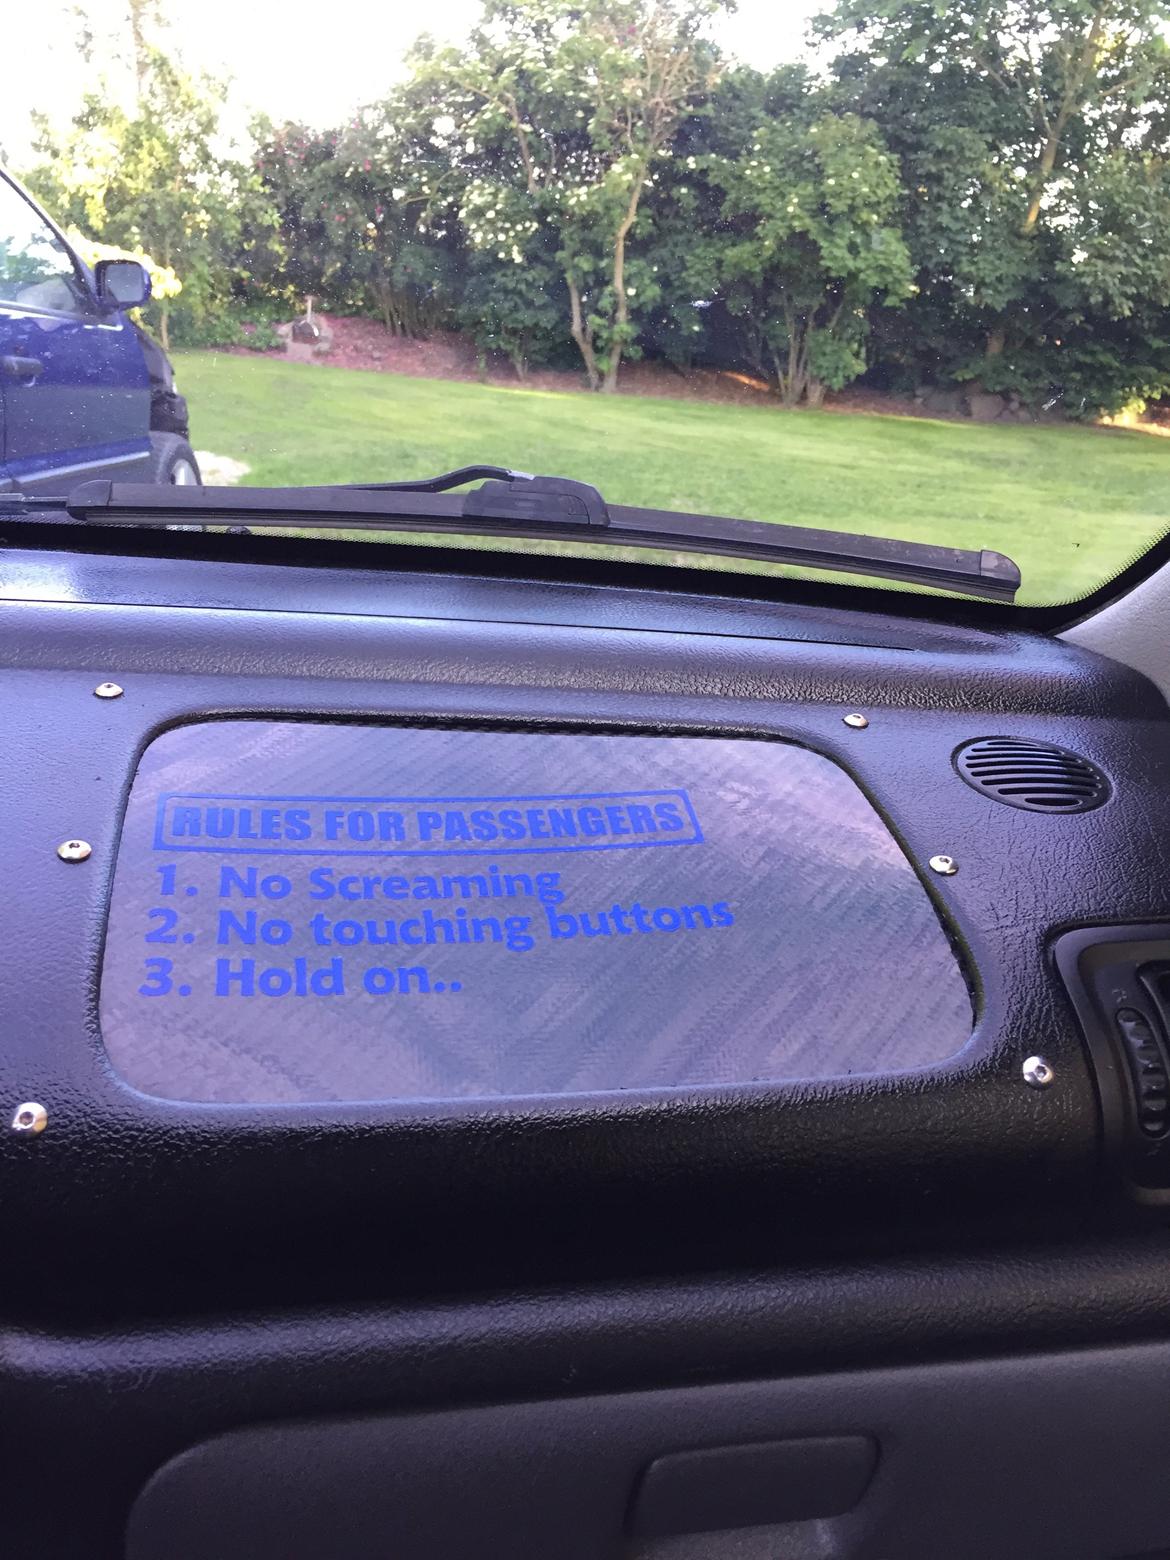 RULES FOR PASSENGERS
1. No Screaming
2. No touching buttons
3. Hold on..